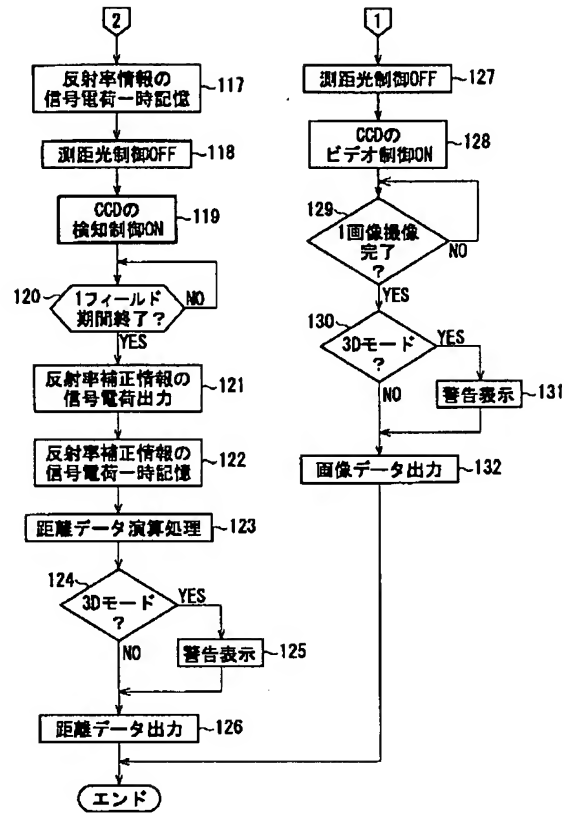 2
反射率情報の
信号電荷一時記憶
117
測距光制御OFF
118
CCDの
検知制御ON
119
120
1フィールド
期間終了?
NO
YES
反射率補正情報の
信号電荷出力
121
反射率補正情報の
信号電荷一時記憶
122
距離データ演算処理
123
124
3Dモード
?
YES
NO
警告表示
125
距離データ出力
126
エンド
1
測距光制御OFF
127
CCDの
ビデオ制御ON
128
129
1画像撮像
完了
?
NO
YES
130
3Dモード
?
YES
NO
警告表示
131
画像データ出力
132